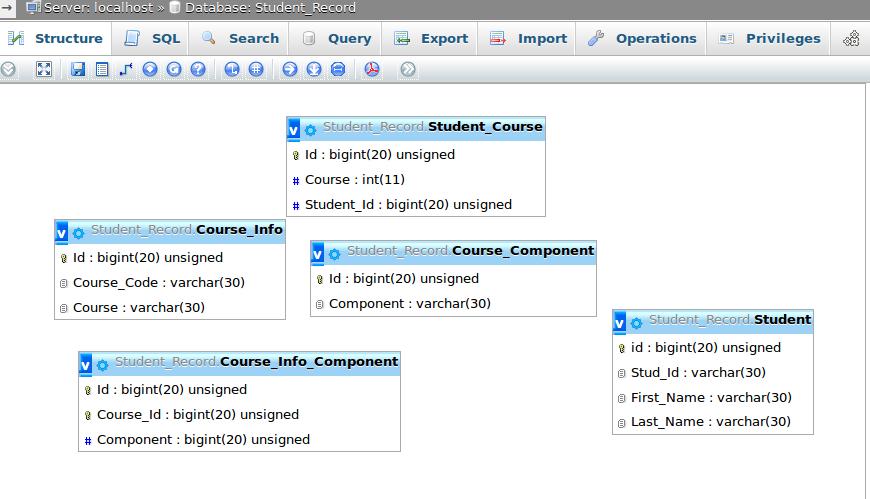 Server: localhost » Database: Student_Record
Structure SQL Search Query Export Import Operations Privileges
Student_Record.Student_Course
Id : bigint(20) unsigned
Course : int(11)
Student_Id : bigint(20) unsigned
Student_Record.Course_Info
Id : bigint(20) unsigned
Course_Code : varchar(30)
Course : varchar(30)
Student_Record.Course_Component
Id : bigint(20) unsigned
Component : varchar(30)
Student_Record.Student
id : bigint(20) unsigned
Stud_Id : varchar(30)
First_Name : varchar(30)
Last_Name : varchar(30)
Student_Record.Course_Info_Component
Id : bigint(20) unsigned
Course_Id : bigint(20) unsigned
Component : bigint(20) unsigned